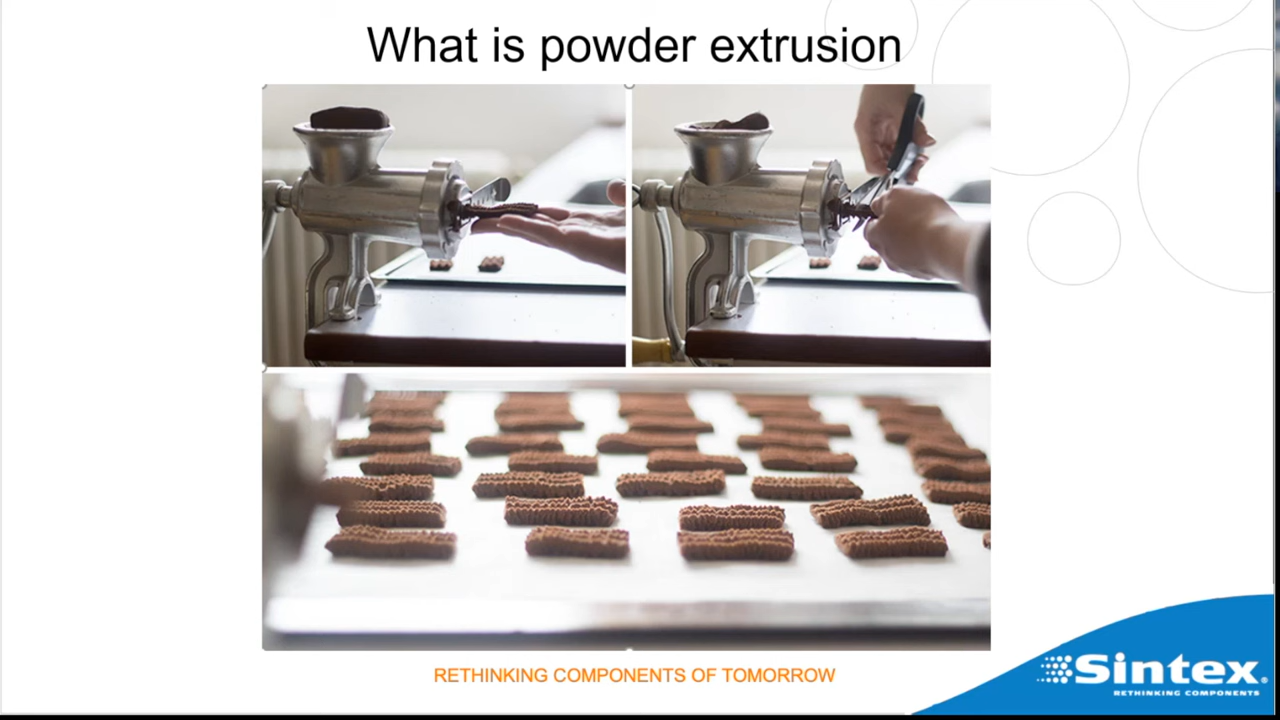 What is powder extrusion
RETHINKING COMPONENTS OF TOMORROW
Sintex®
RETHINKING COMPONENTS